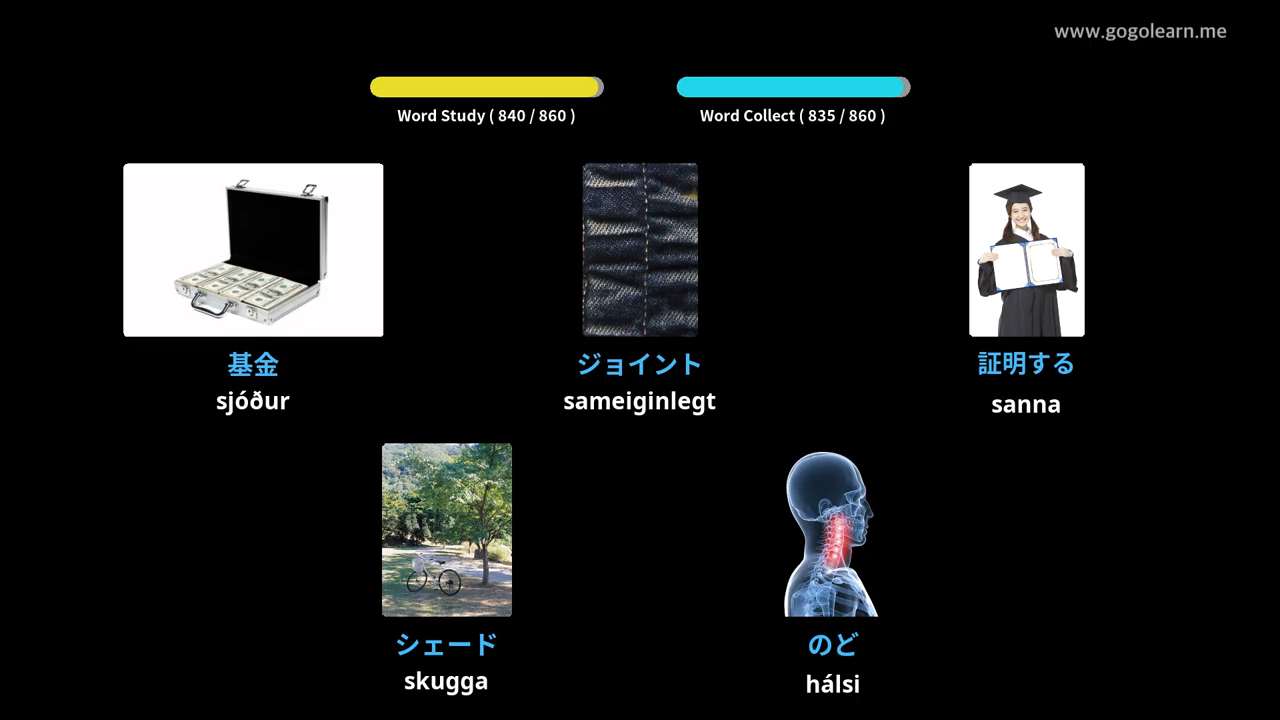 www.gogolearn.me
Word Study ( 840 / 860 )
Word Collect ( 835 / 860 )
基金
sjóður
ジョイント
sameiginlegt
証明する
sanna
シェード
skugga
のど
hálsi